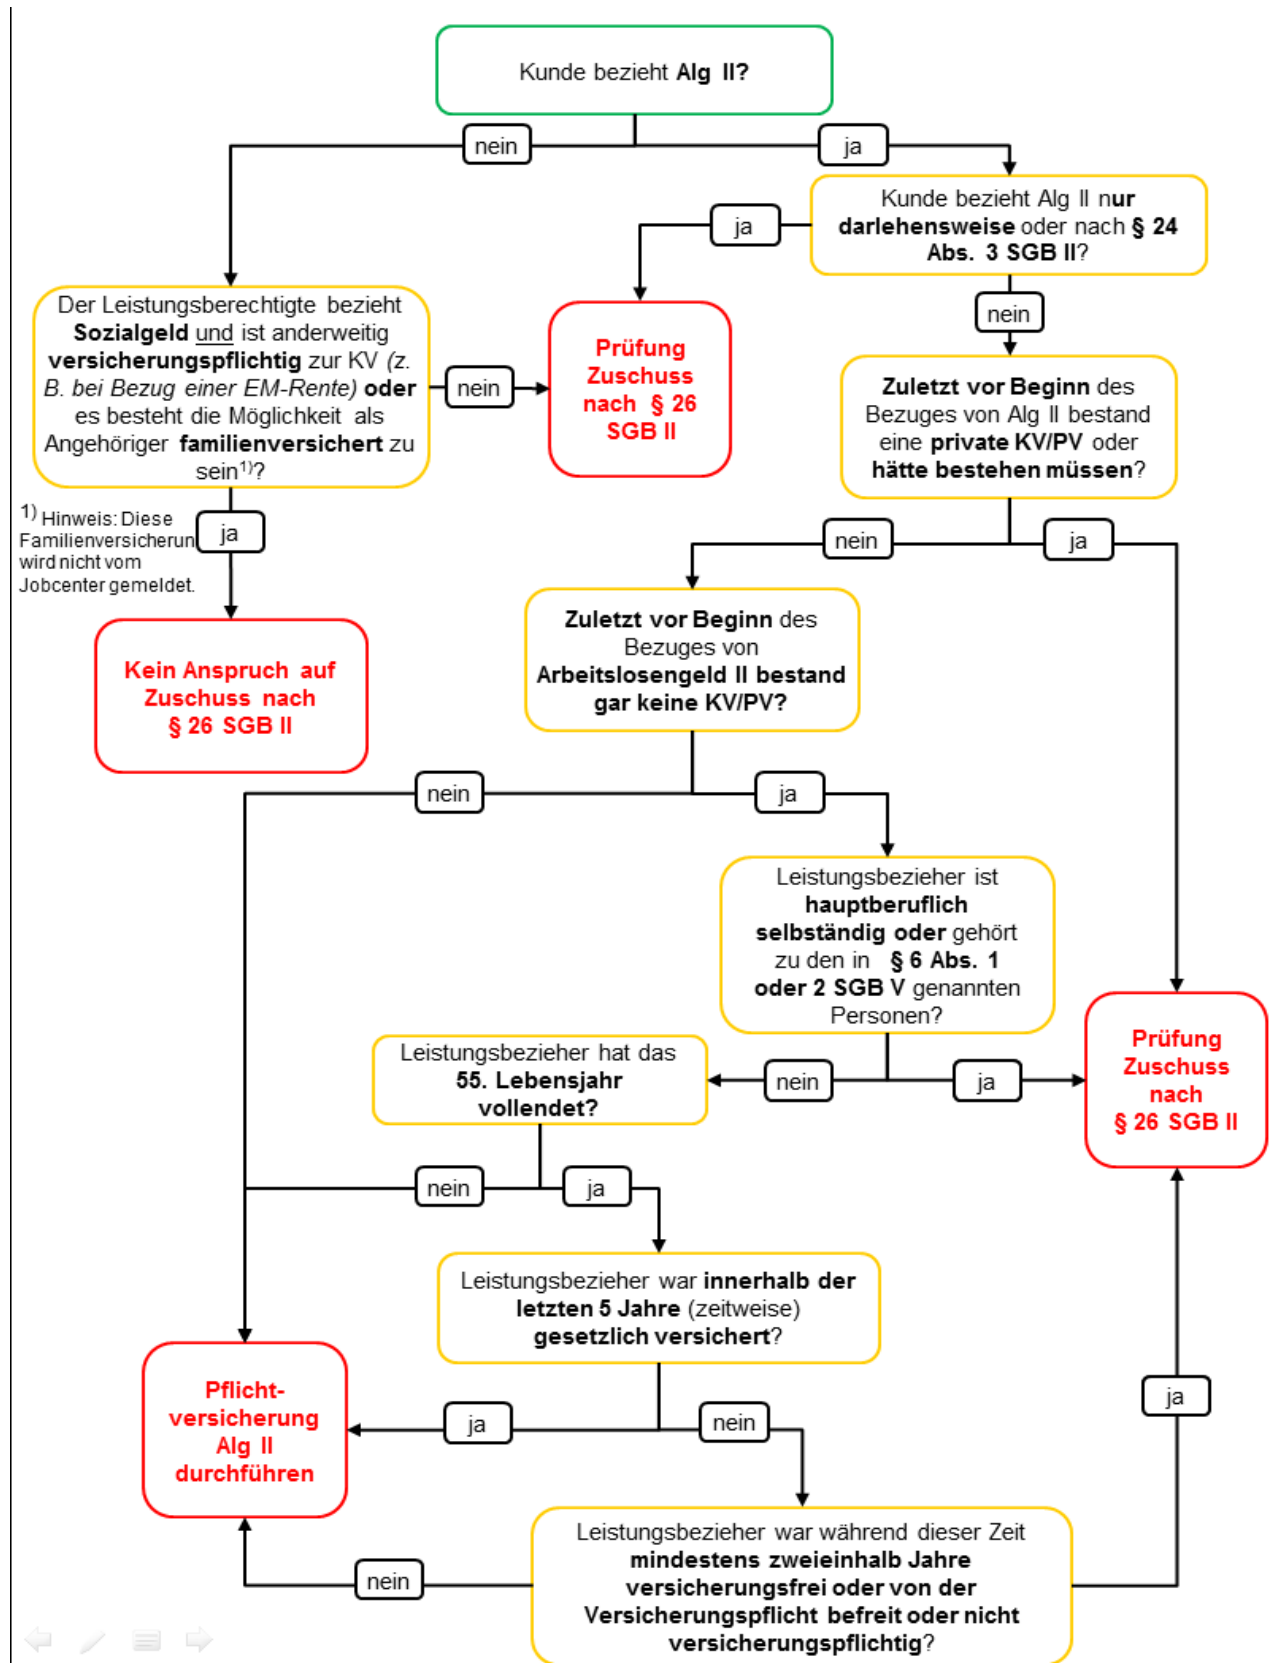 Kunde bezieht Alg II?
nein
ja
Kunde bezieht Alg II nur
darlehensweise oder nach § 24
Abs. 3 SGB II?
ja
nein
Der Leistungsberechtigte bezieht
Sozialgeld und ist anderweitig
versicherungspflichtig zur KV (z.
B. bei Bezug einer EM-Rente) oder
es besteht die Möglichkeit als
Angehöriger familienversichert zu
sein1)?
nein
Prüfung
Zuschuss
nach § 26
SGB II
Zuletzt vor Beginn des
Bezuges von Alg II bestand
eine private KV/PV oder
hätte bestehen müssen?
1) Hinweis: Diese
Familienversicherun
wird nicht vom
Jobcenter gemeldet.
ja
nein
ja
Kein Anspruch auf
Zuschuss nach
§ 26 SGB II
Zuletzt vor Beginn des
Bezuges von
Arbeitslosengeld II bestand
gar keine KV/PV?
nein
ja
Leistungsbezieher ist
hauptberuflich
selbständig oder gehört
zu den in § 6 Abs. 1
oder 2 SGB V genannten
Personen?
nein
ja
Prüfung
Zuschuss
nach
§ 26 SGB II
Leistungsbezieher hat das
55. Lebensjahr
vollendet?
nein
ja
Leistungsbezieher war innerhalb der
letzten 5 Jahre (zeitweise)
gesetzlich versichert?
ja
nein
Pflicht-
versicherung
Alg II
durchführen
ja
Leistungsbezieher war während dieser Zeit
mindestens zweieinhalb Jahre
versicherungsfrei oder von der
Versicherungspflicht befreit oder nicht
versicherungspflichtig?
nein